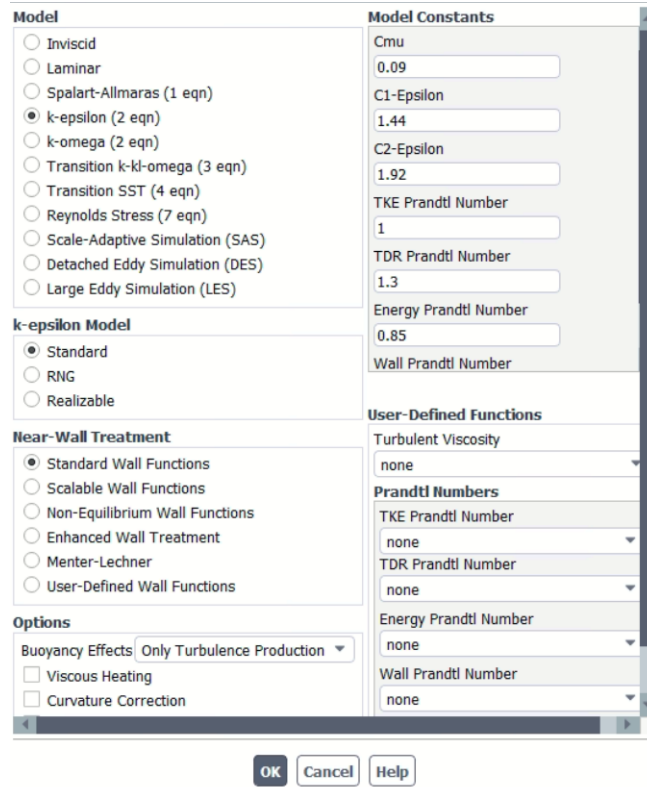 Model
Inviscid
Laminar
Spalart-Allmaras (1 eqn)
k-epsilon (2 eqn)
k-omega (2 eqn)
Transition k-kl-omega (3 eqn)
Transition SST (4 eqn)
Reynolds Stress (7 eqn)
Scale-Adaptive Simulation (SAS)
Detached Eddy Simulation (DES)
Large Eddy Simulation (LES)
k-epsilon Model
Standard
RNG
Realizable
Near-Wall Treatment
Standard Wall Functions
Scalable Wall Functions
Non-Equilibrium Wall Functions
Enhanced Wall Treatment
Menter-Lechner
User-Defined Wall Functions
Options
Buoyancy Effects Only Turbulence Production
Viscous Heating
Curvature Correction
Model Constants
Cmu
0.09
C1-Epsilon
1.44
C2-Epsilon
1.92
TKE Prandtl Number
1
TDR Prandtl Number
1.3
Energy Prandtl Number
0.85
Wall Prandtl Number
User-Defined Functions
Turbulent Viscosity
none
Prandtl Numbers
TKE Prandtl Number
none
TDR Prandtl Number
none
Energy Prandtl Number
none
Wall Prandtl Number
none
OK Cancel Help